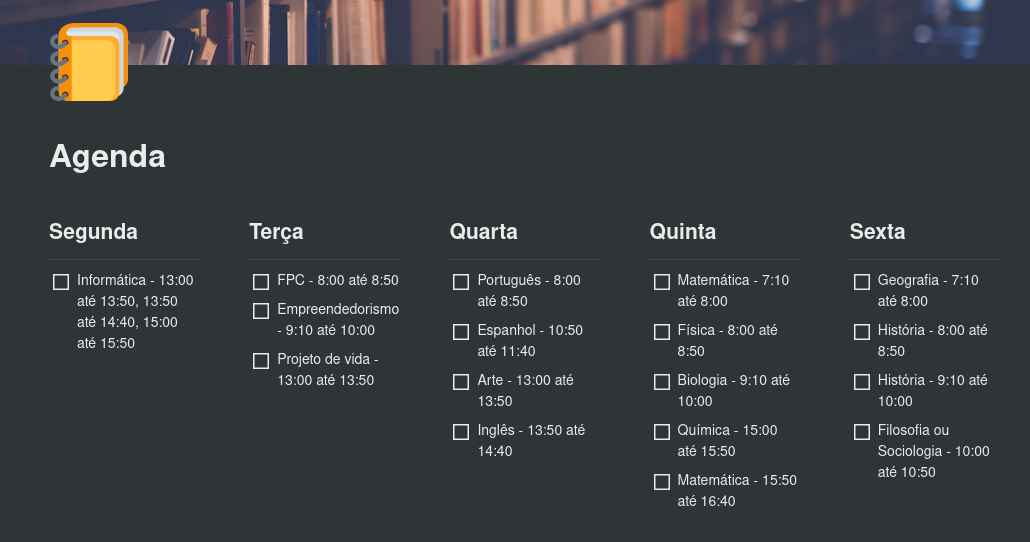 Agenda
Segunda
Informática - 13:00
até 13:50, 13:50
até 14:40, 15:00
até 15:50
Terça
FPC - 8:00 até 8:50
Empreendedorismo
- 9:10 até 10:00
Projeto de vida -
13:00 até 13:50
Quarta
Português - 8:00
até 8:50
Espanhol - 10:50
até 11:40
Arte - 13:00 até
13:50
Inglês - 13:50 até
14:40
Quinta
Matemática - 7:10
até 8:00
Física - 8:00 até
8:50
Biologia - 9:10 até
10:00
Química - 15:00
até 15:50
Matemática - 15:50
até 16:40
Sexta
Geografia - 7:10
até 8:00
História - 8:00 até
8:50
História - 9:10 até
10:00
Filosofia ou
Sociologia - 10:00
até 10:50